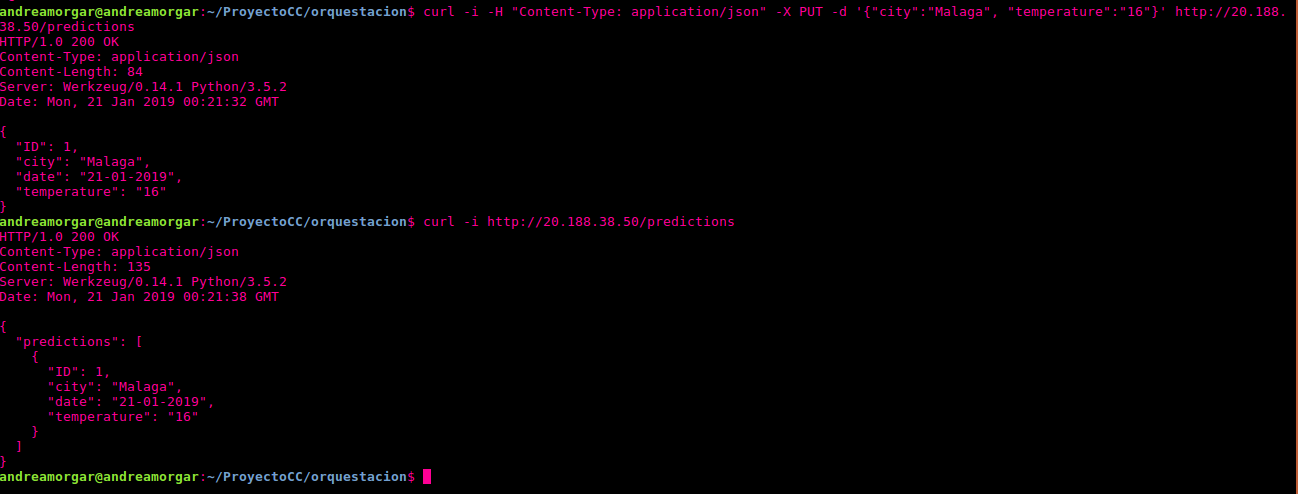 andreamorgar@andreamorgar:~/ProyectoCC/orquestacion$ curl -i -H "Content-Type: application/json" -X PUT -d '{"city":"Malaga", "temperature":"16"}' http://20.188.
38.50/predictions
HTTP/1.0 200 OK
Content-Type: application/json
Content-Length: 84
Server: Werkzeug/0.14.1 Python/3.5.2
Date: Mon, 21 Jan 2019 00:21:32 GMT

{
  "ID": 1,
  "city": "Malaga",
  "date": "21-01-2019",
  "temperature": "16"
}
andreamorgar@andreamorgar:~/ProyectoCC/orquestacion$ curl -i http://20.188.38.50/predictions
HTTP/1.0 200 OK
Content-Type: application/json
Content-Length: 135
Server: Werkzeug/0.14.1 Python/3.5.2
Date: Mon, 21 Jan 2019 00:21:38 GMT

{
  "predictions": [
    {
      "ID": 1,
      "city": "Malaga",
      "date": "21-01-2019",
      "temperature": "16"
    }
  ]
}
andreamorgar@andreamorgar:~/ProyectoCC/orquestacion$